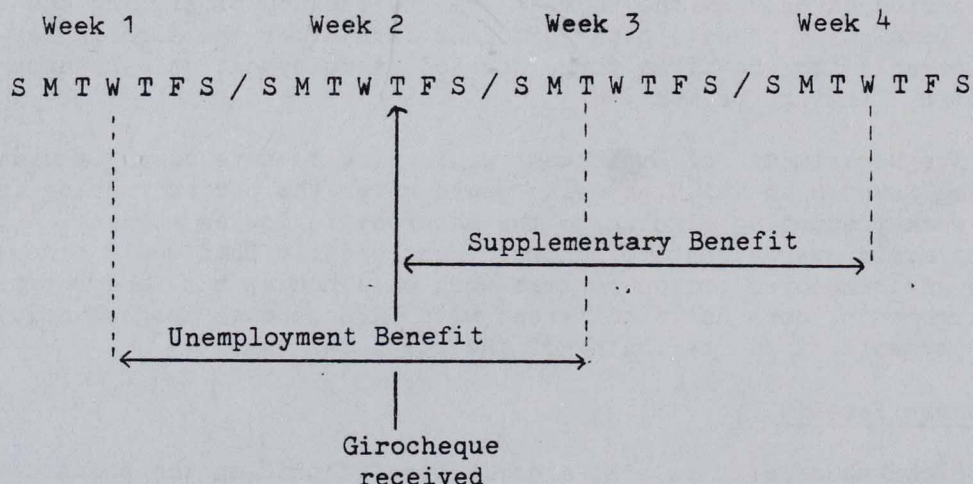 Week 1 Week 2 Week 3 Week 4
S M T W T F S / S M T W T F S / S M T W T F S / S M T W T F S
Supplementary Benefit
Unemployment Benefit
Girocheque
received